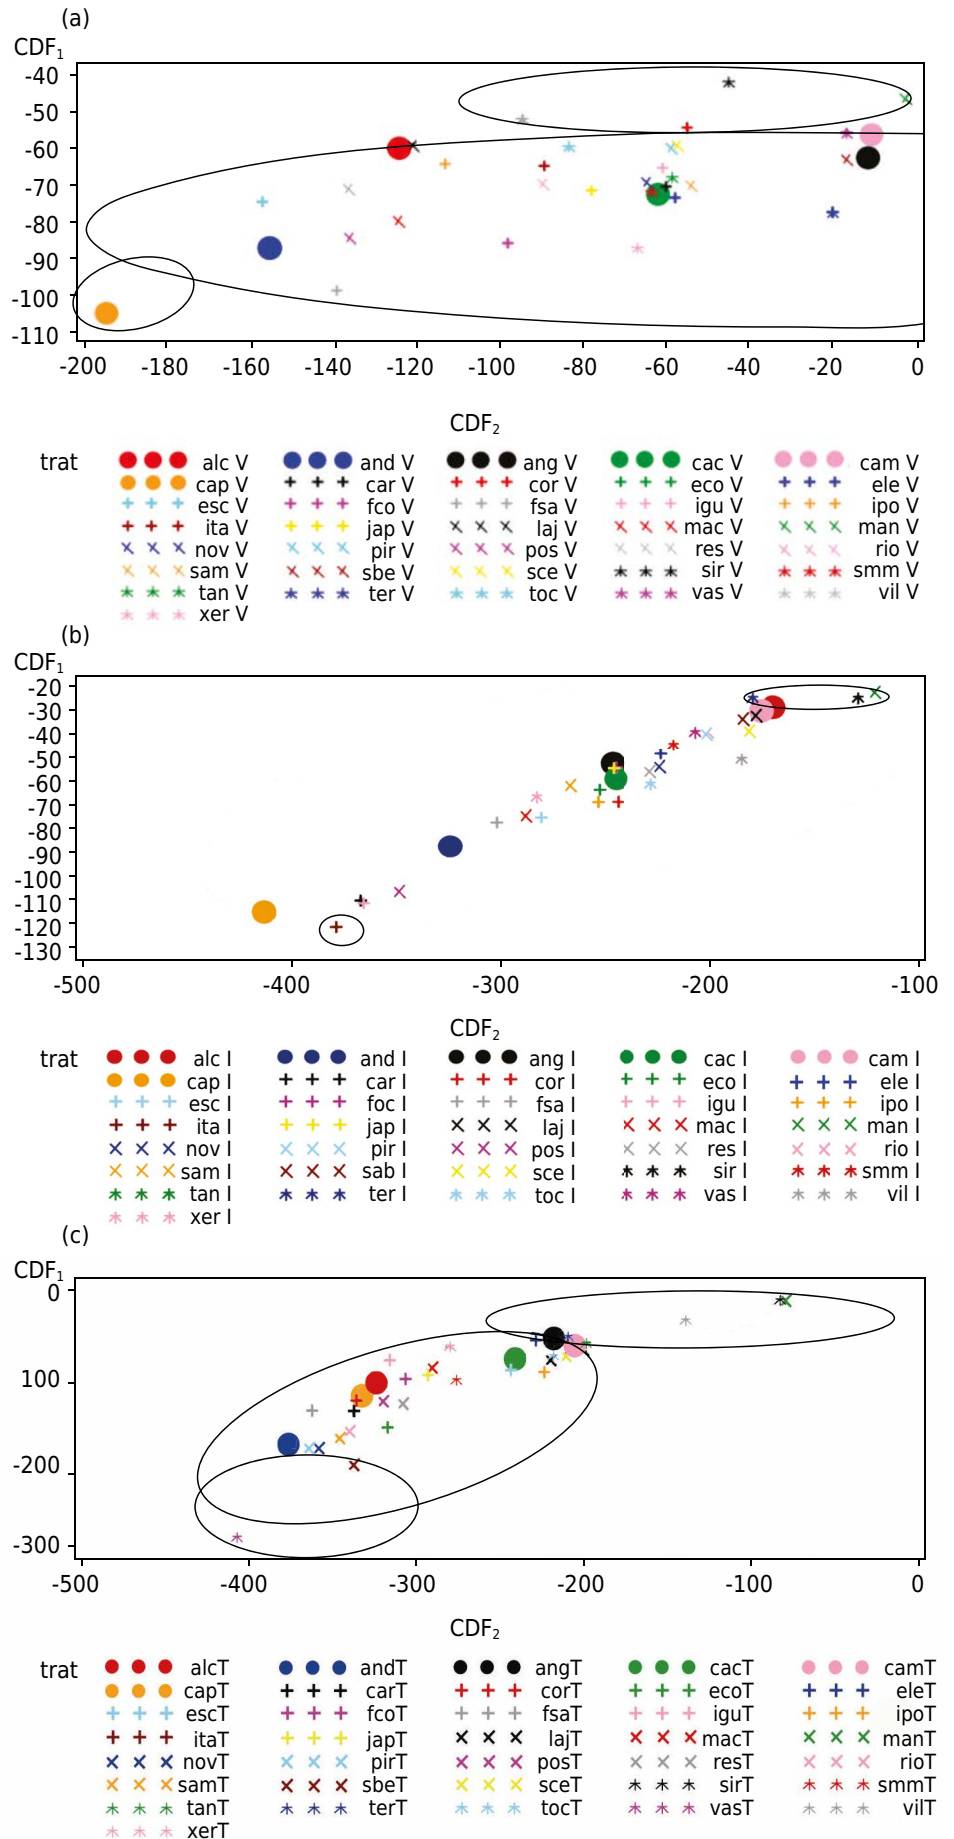 (a)
CDF1
-40
-50
-60
-70
-80
-90
-100
-110
-200 -180 -160 -140 -120 -100 -80 -60 -40 -20 0
CDF2
trat alc V and V ang V cac V cam V
cap V car V cor V eco V ele V
esc V fco V fsa V igu V ipo V
ita V jap V laj V mac V man V
nov V pir V pos V res V rio V
sam V sbe V sce V sir V smm V
tan V ter V toc V vas V vil V
xer V
(b)
CDF1
-20
-30
-40
-50
-60
-70
-80
-90
-100
-110
-120
-130
-500 -400 -300 -200 -100
CDF2
trat alc I and I ang I cac I cam I
cap I car I cor I eco I ele I
esc I foc I fsa I igu I ipo I
ita I jap I laj I mac I man I
nov I pir I pos I res I rio I
sam I sab I sce I sir I smm I
tan I ter I toc I vas I vil I
xer I
(c)
CDF1
0
100
-200
-300
-500 -400 -300 -200 -100 0
CDF2
trat alcT andT angT cacT camT
capT carT corT ecoT eleT
escT fcoT fsaT iguT ipoT
itaT japT lajT macT manT
novT pirT posT resT rioT
samT sbeT sceT sirT smmT
tanT terT tocT vasT vilT
xerT